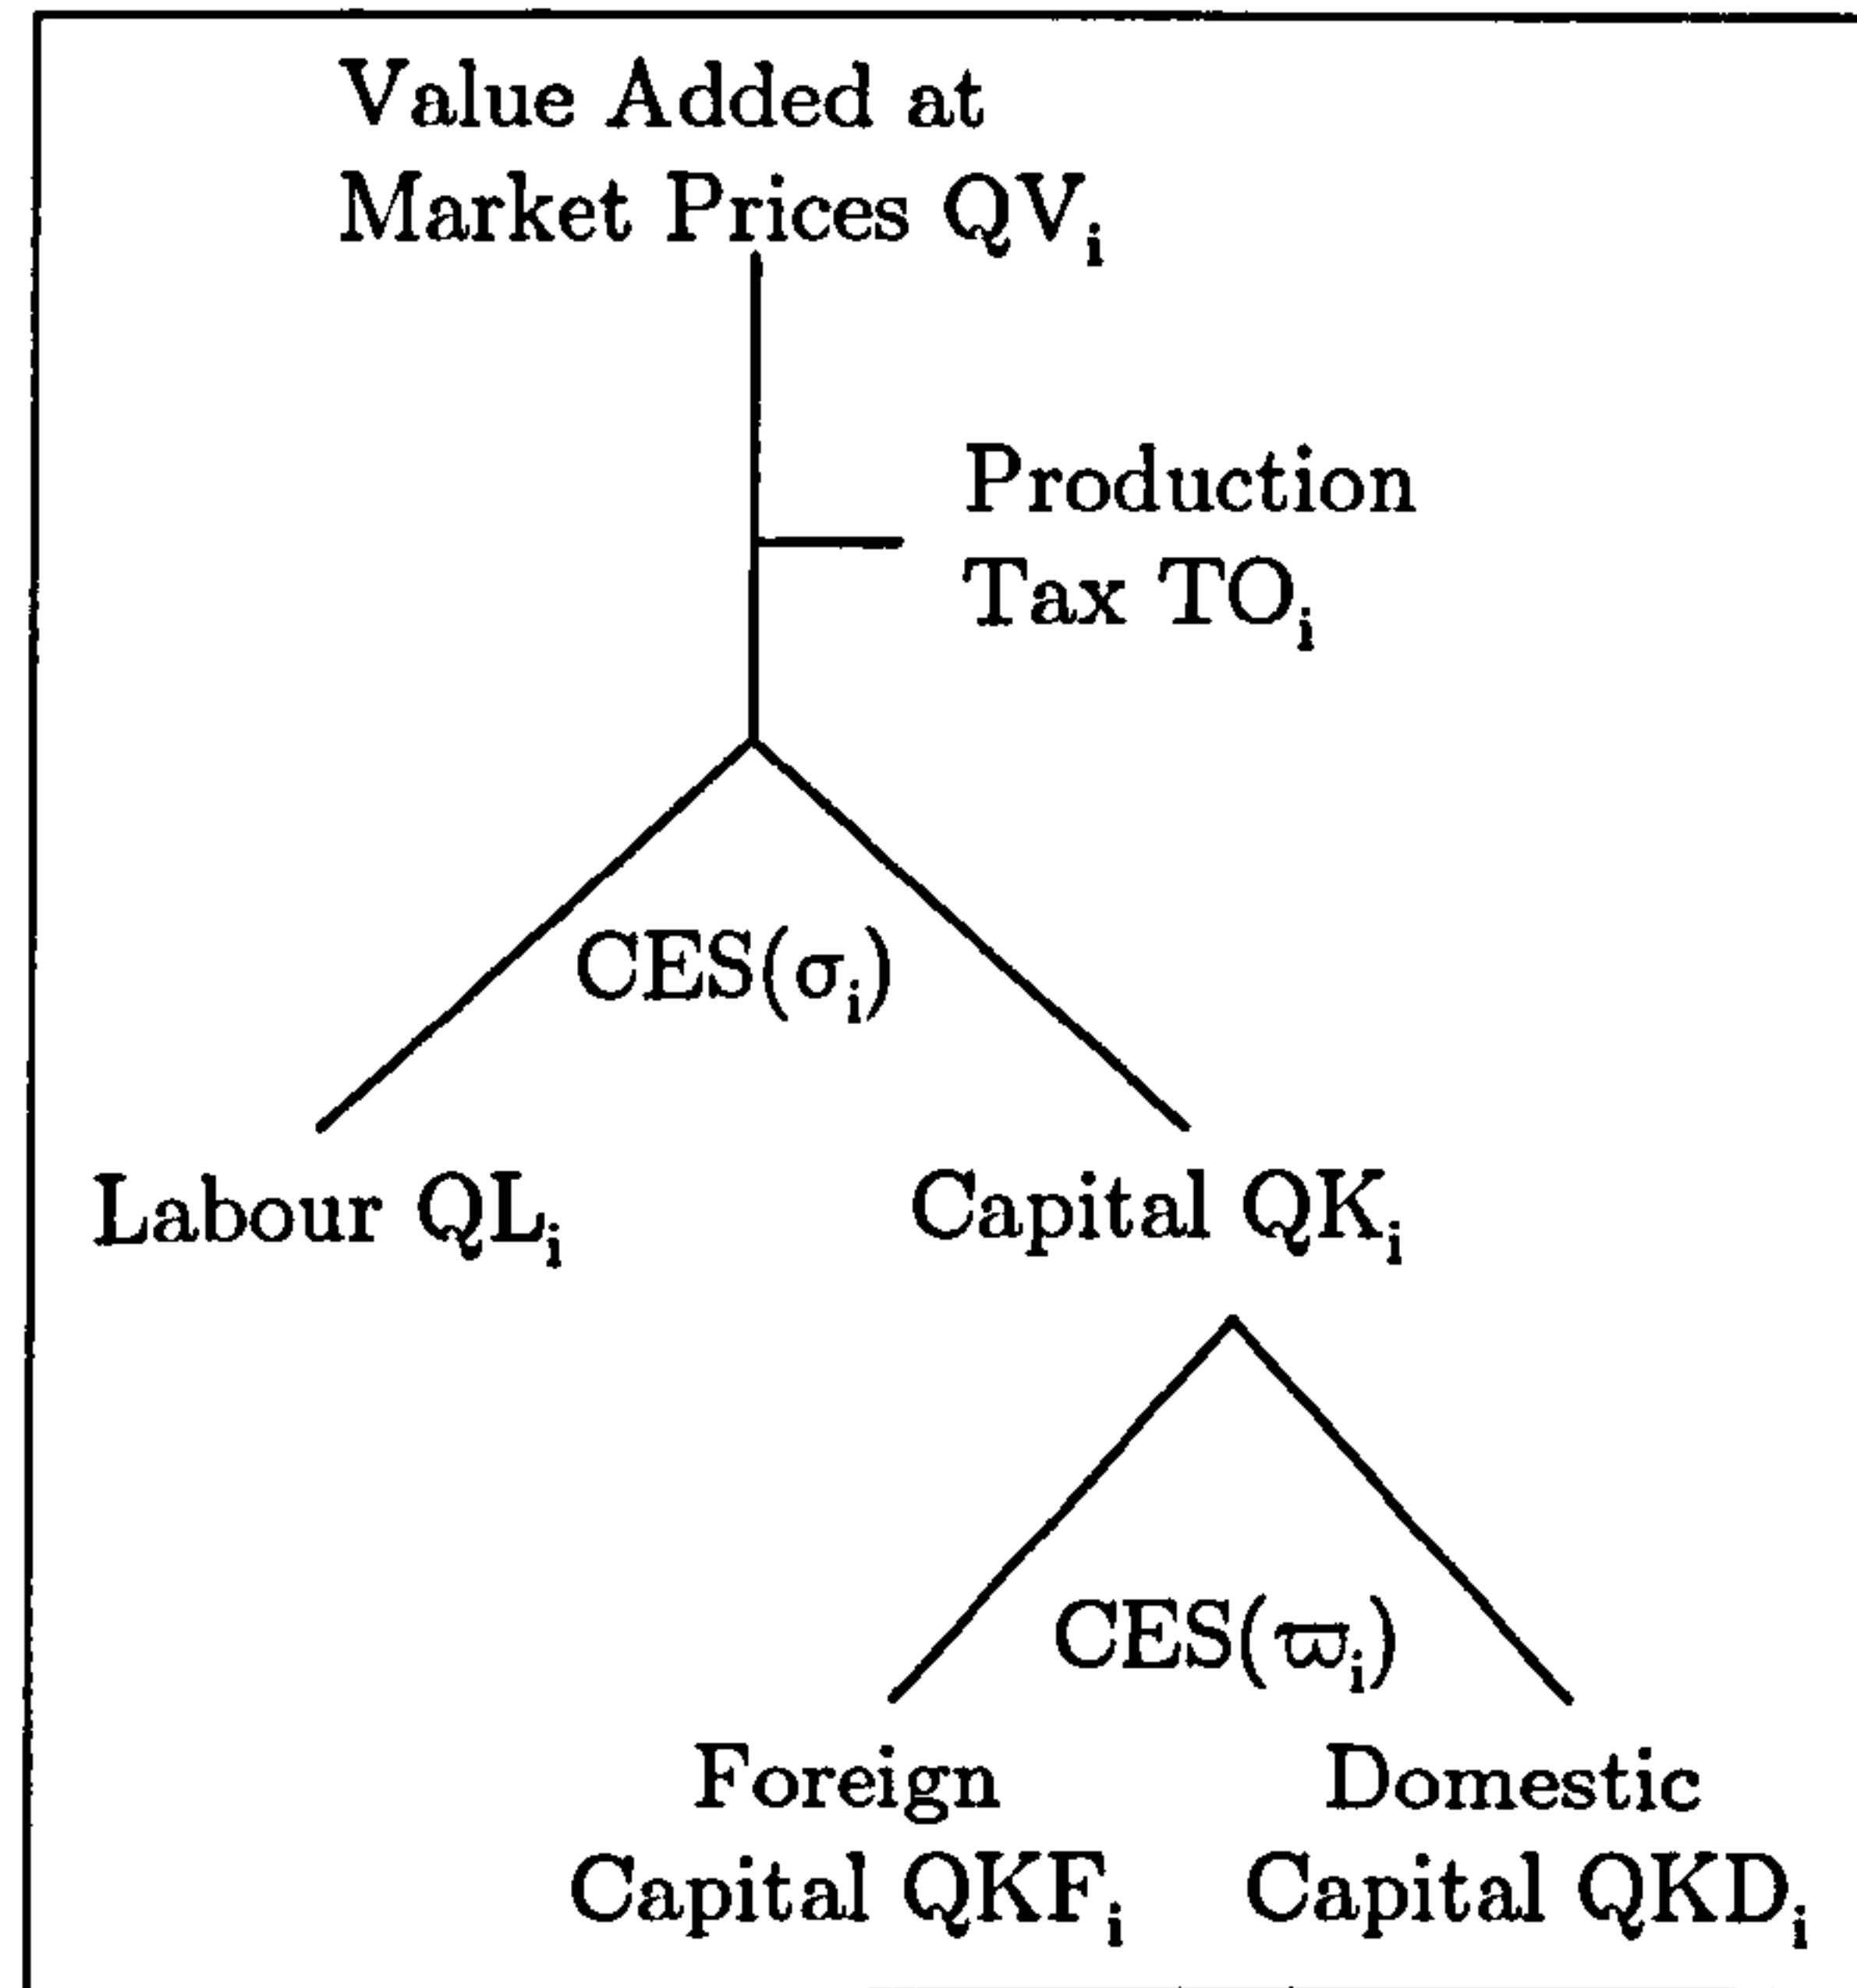 Value Added at
Market Prices QVᵢ
Production
Tax TOᵢ
CES(σᵢ)
Labour QLᵢ
Capital QKᵢ
CES(ϖᵢ)
Foreign
Capital QKFᵢ
Domestic
Capital QKDᵢ